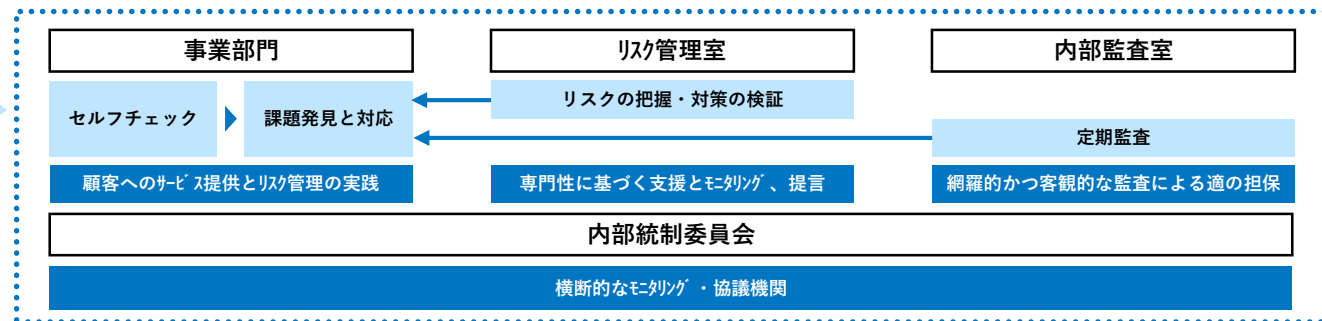 事業部門
ﾘｽｸ管理室
内部監査室
セルフチェック
課題発見と対応
リスクの把握・対策の検証
定期監査
顧客へのｻｰﾋﾞｽ提供とﾘｽｸ管理の実践
専門性に基づく支援とﾓﾆﾀﾘﾝｸﾞ、提言
網羅的かつ客観的な監査による適の担保
内部統制委員会
横断的なﾓﾆﾀﾘﾝｸﾞ・協議機関